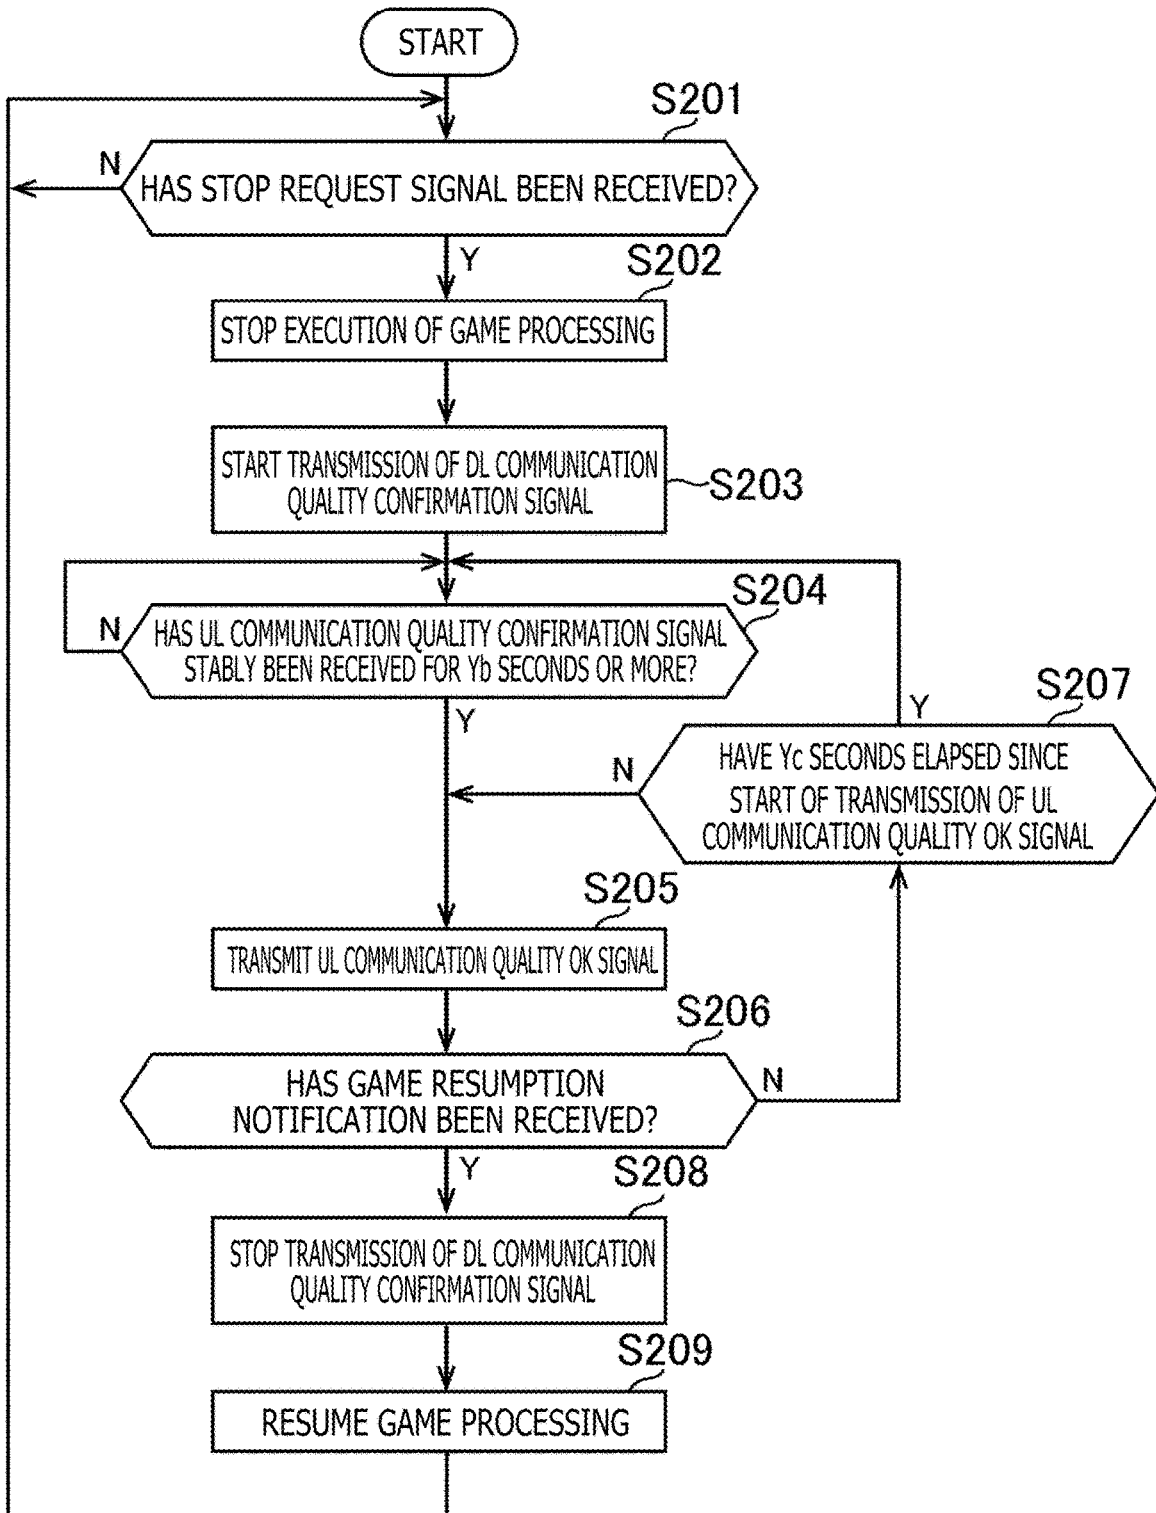 START
S201
N
HAS STOP REQUEST SIGNAL BEEN RECEIVED?
Y
S202
STOP EXECUTION OF GAME PROCESSING
START TRANSMISSION OF DL COMMUNICATION
QUALITY CONFIRMATION SIGNAL
S203
S204
N
HAS UL COMMUNICATION QUALITY CONFIRMATION SIGNAL
STABLY BEEN RECEIVED FOR Yb SECONDS OR MORE?
Y
S207
Y
N
HAVE Yc SECONDS ELAPSED SINCE
START OF TRANSMISSION OF UL
COMMUNICATION QUALITY OK SIGNAL
S205
TRANSMIT UL COMMUNICATION QUALITY OK SIGNAL
S206
HAS GAME RESUMPTION
NOTIFICATION BEEN RECEIVED?
N
Y
S208
STOP TRANSMISSION OF DL COMMUNICATION
QUALITY CONFIRMATION SIGNAL
S209
RESUME GAME PROCESSING